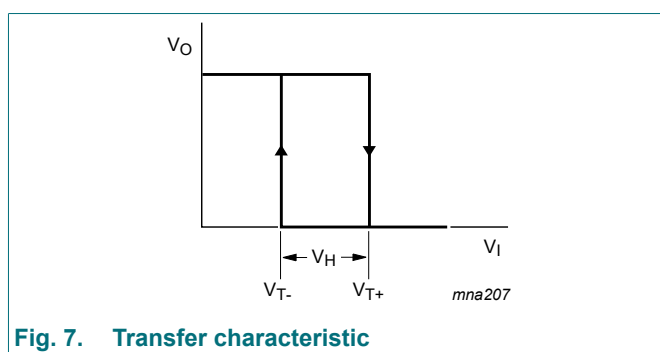 VO
VH
VI
VT-
VT+
mna207
Fig. 7. Transfer characteristic